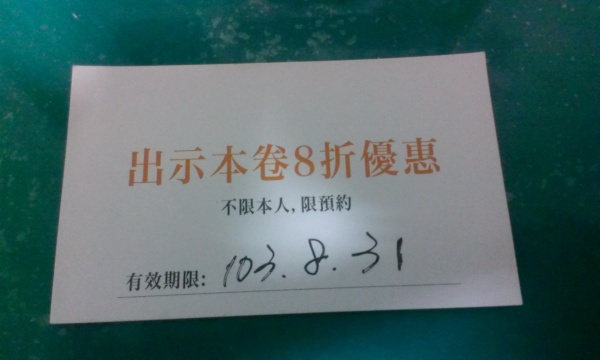 出示本卷8折優惠
不限本人,限預約
有效期限: 103.8.31